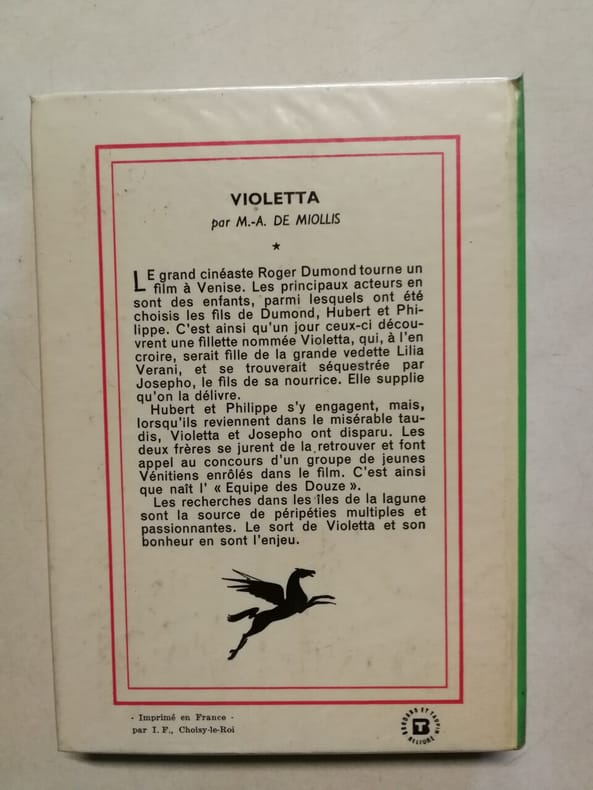 VIOLETTA
par M.-A. DE MIOLLIS
★
LE grand cinéaste Roger Dumond tourne un
film à Venise. Les principaux acteurs en
sont des enfants, parmi lesquels ont été
choisis les fils de Dumond, Hubert et Phi-
lippe. C'est ainsi qu'un jour ceux-ci décou-
vrent une fillette nommée Violetta, qui, à l'en
croire, serait fille de la grande vedette Lilia
Verani, et se trouverait séquestrée par
Josepho, le fils de sa nourrice. Elle supplie
qu'on la délivre.
Hubert et Philippe s'y engagent, mais,
lorsqu'ils reviennent dans le misérable tau-
dis, Violetta et Josepho ont disparu. Les
deux frères se jurent de la retrouver et font
appel au concours d'un groupe de jeunes
Vénitiens enrôlés dans le film. C'est ainsi
que naît l' « Equipe des Douze ».
Les recherches dans les îles de la lagune
sont la source de péripéties multiples et
passionnantes. Le sort de Violetta et son
bonheur en sont l'enjeu.
- Imprimé en France -
par I. F., Choisy-le-Roi
BRODARD ET TAUPIN
BT
RELIURE